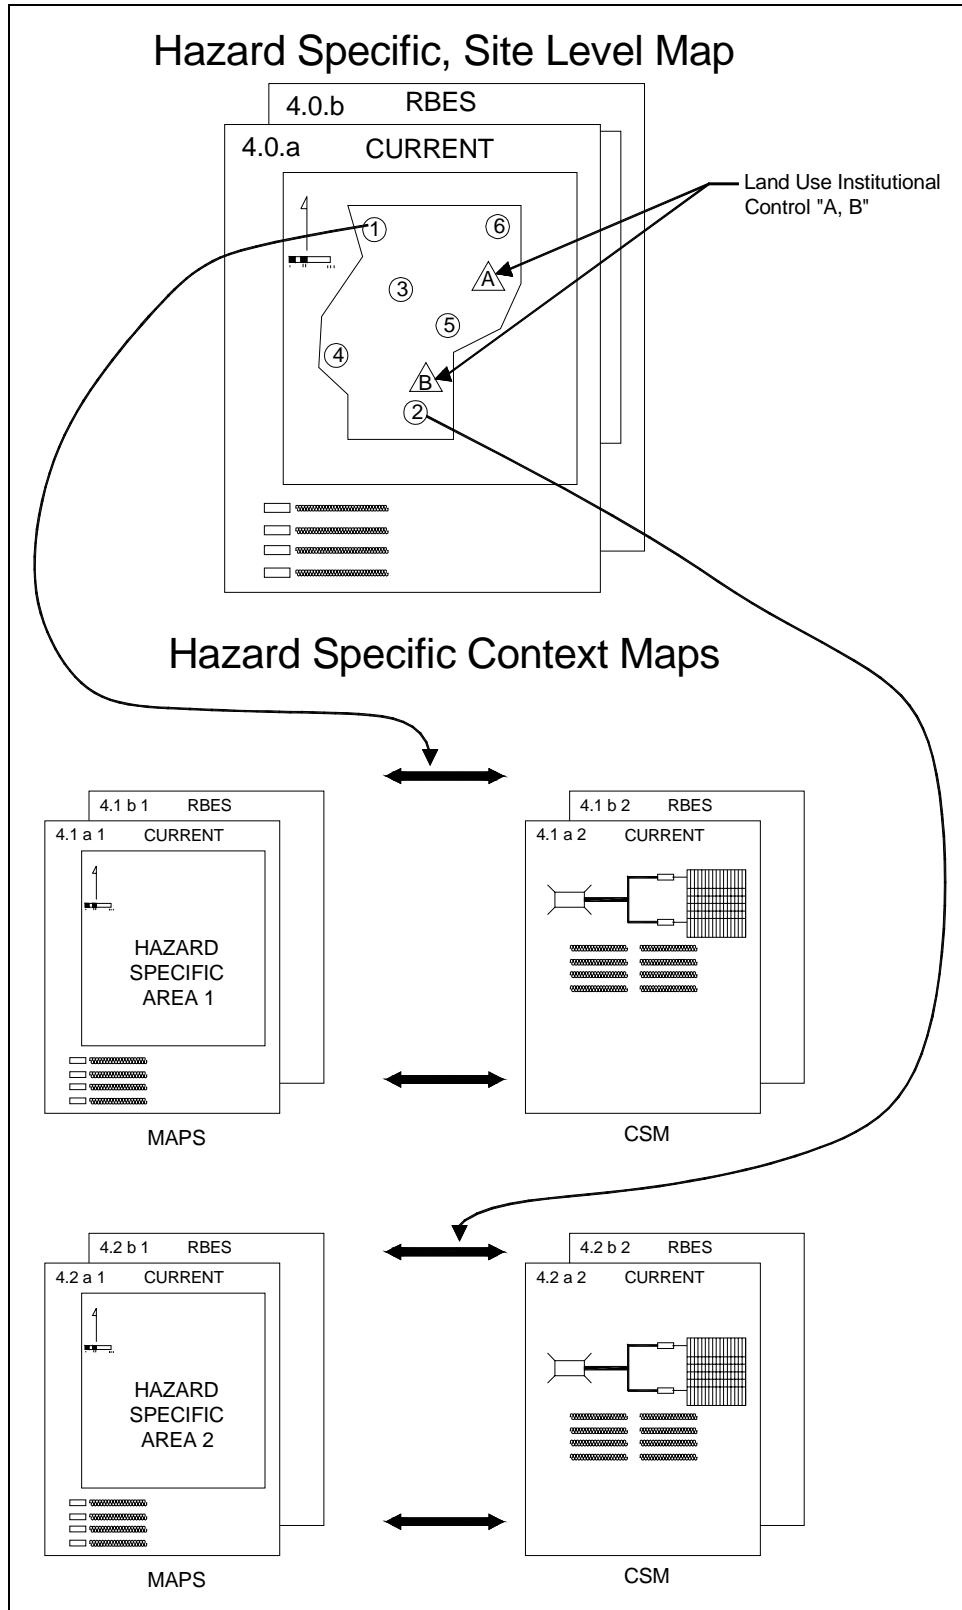 Hazard Specific, Site Level Map
4.0.b RBES
4.0.a CURRENT
Land Use Institutional
Control "A, B"
1
6
A
3
5
4
B
2
Hazard Specific Context Maps
4.1 b 1 RBES
4.1 a 1 CURRENT
HAZARD
SPECIFIC
AREA 1
MAPS
4.1 b 2 RBES
4.1 a 2 CURRENT
CSM
4.2 b 1 RBES
4.2 a 1 CURRENT
HAZARD
SPECIFIC
AREA 2
MAPS
4.2 b 2 RBES
4.2 a 2 CURRENT
CSM